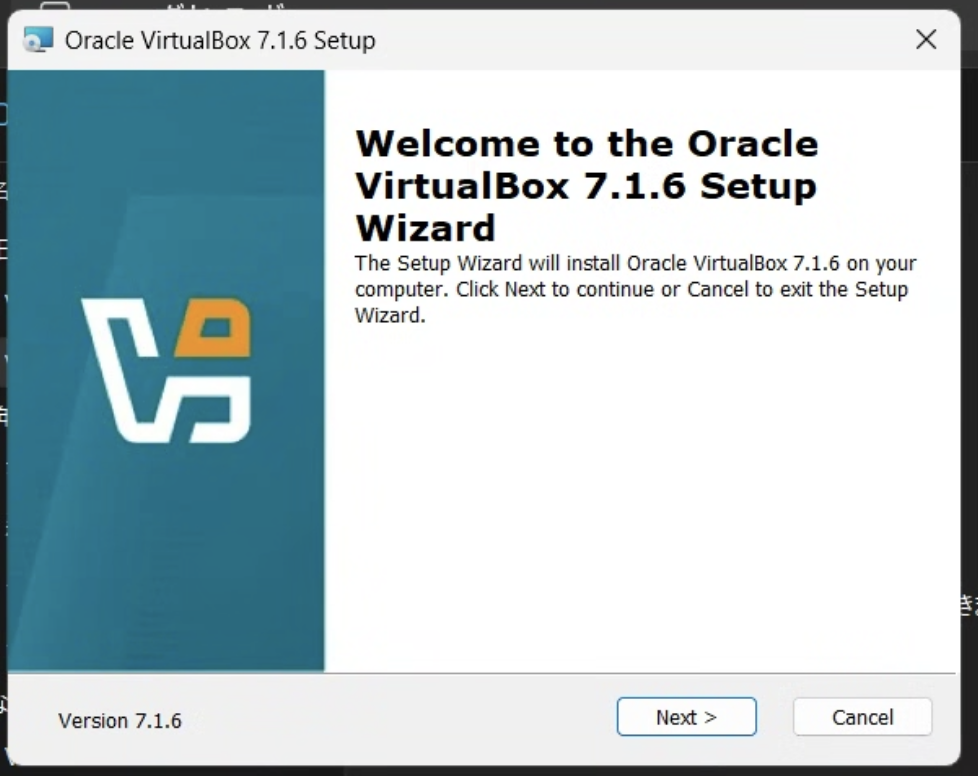 Oracle VirtualBox 7.1.6 Setup
Welcome to the Oracle
VirtualBox 7.1.6 Setup
Wizard
The Setup Wizard will install Oracle VirtualBox 7.1.6 on your
computer. Click Next to continue or Cancel to exit the Setup
Wizard.
Version 7.1.6
Next >
Cancel